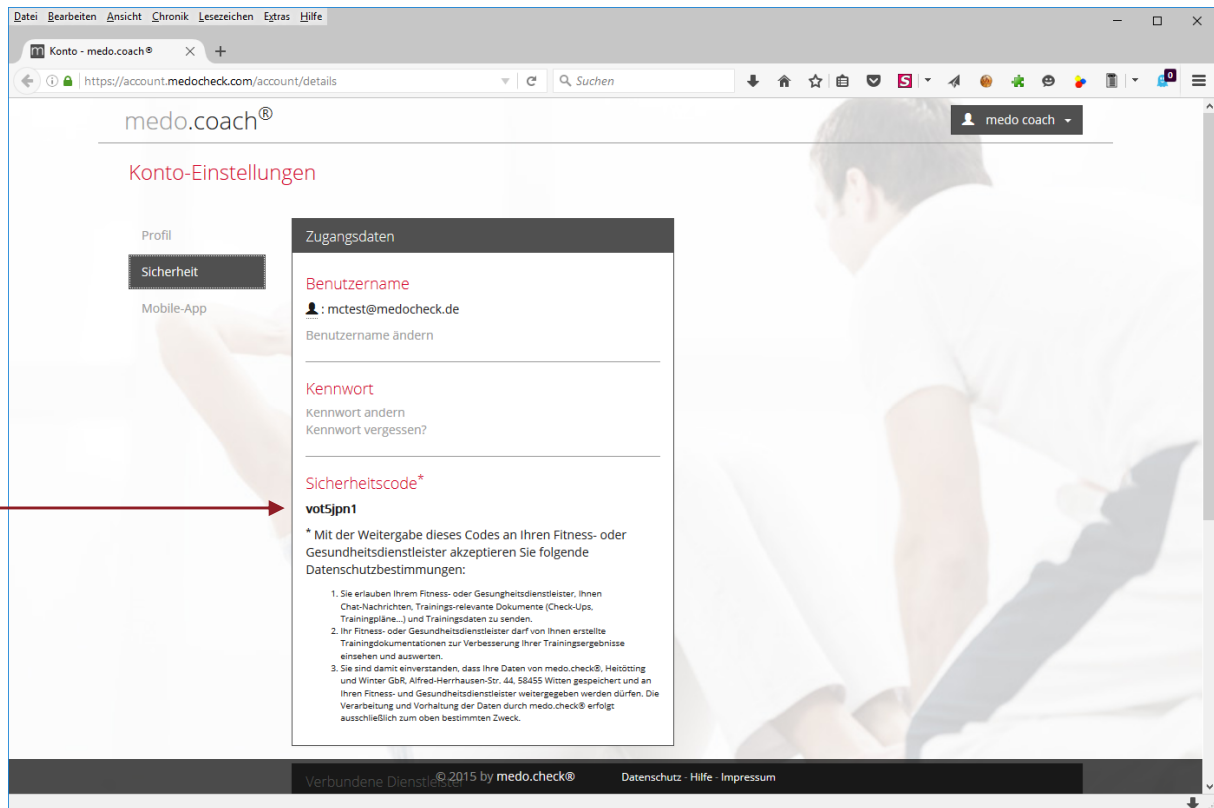 Datei Bearbeiten Ansicht Chronik Lesezeichen Extras Hilfe
Konto - medo.coach®
https://account.medocheck.com/account/details
Suchen
0
medo.coach®
medo coach
Konto-Einstellungen
Profil
Sicherheit
Mobile-App
Zugangsdaten
Benutzername
: mctest@medocheck.de
Benutzername ändern
Kennwort
Kennwort andern
Kennwort vergessen?
Sicherheitscode*
vot5jpn1
* Mit der Weitergabe dieses Codes an Ihren Fitness- oder
Gesundheitsdienstleister akzeptieren Sie folgende
Datenschutzbestimmungen:
1. Sie erlauben Ihrem Fitness- oder Gesungheitsdienstleister, Ihnen
Chat-Nachrichten, Trainings-relevante Dokumente (Check-Ups,
Trainingpläne...) und Trainingsdaten zu senden.
2. Ihr Fitness- oder Gesundheitsdienstleister darf von Ihnen erstellte
Trainingdokumentationen zur Verbesserung Ihrer Trainingsergebnisse
einsehen und auswerten.
3. Sie sind damit einverstanden, dass Ihre Daten von medo.check®, Heitötting
und Winter GbR, Alfred-Herrhausen-Str. 44, 58455 Witten gespeichert und an
Ihren Fitness- und Gesundheitsdienstleister weitergegeben werden dürfen. Die
Verarbeitung und Vorhaltung der Daten durch medo.check® erfolgt
ausschließlich zum oben bestimmten Zweck.
Verbundene Dienstleister
© 2015 by medo.check® Datenschutz - Hilfe - Impressum